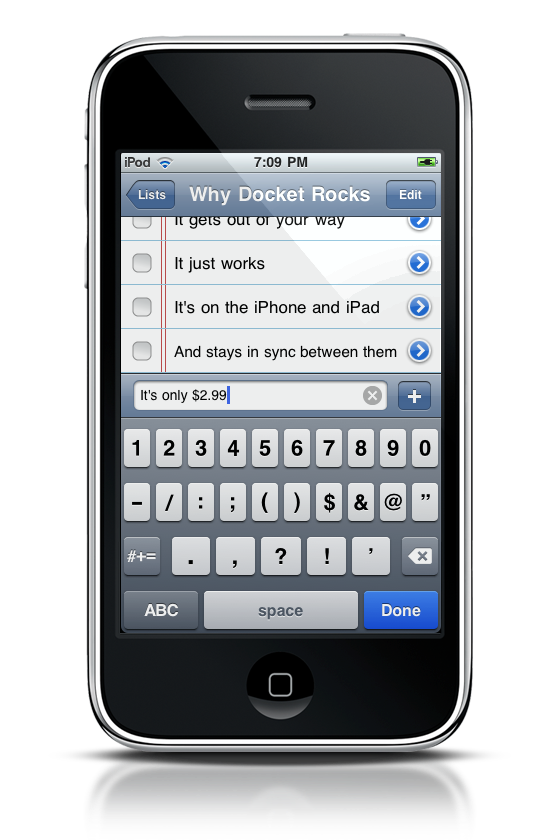 iPod 7:09 PM
Lists Why Docket Rocks Edit
It gets out of your way
It just works
It's on the iPhone and iPad
And stays in sync between them
It's only $2.99 +
1 2 3 4 5 6 7 8 9 0
- / : ; ( ) $ & @ ”
#+= . , ? ! ’
ABC space Done